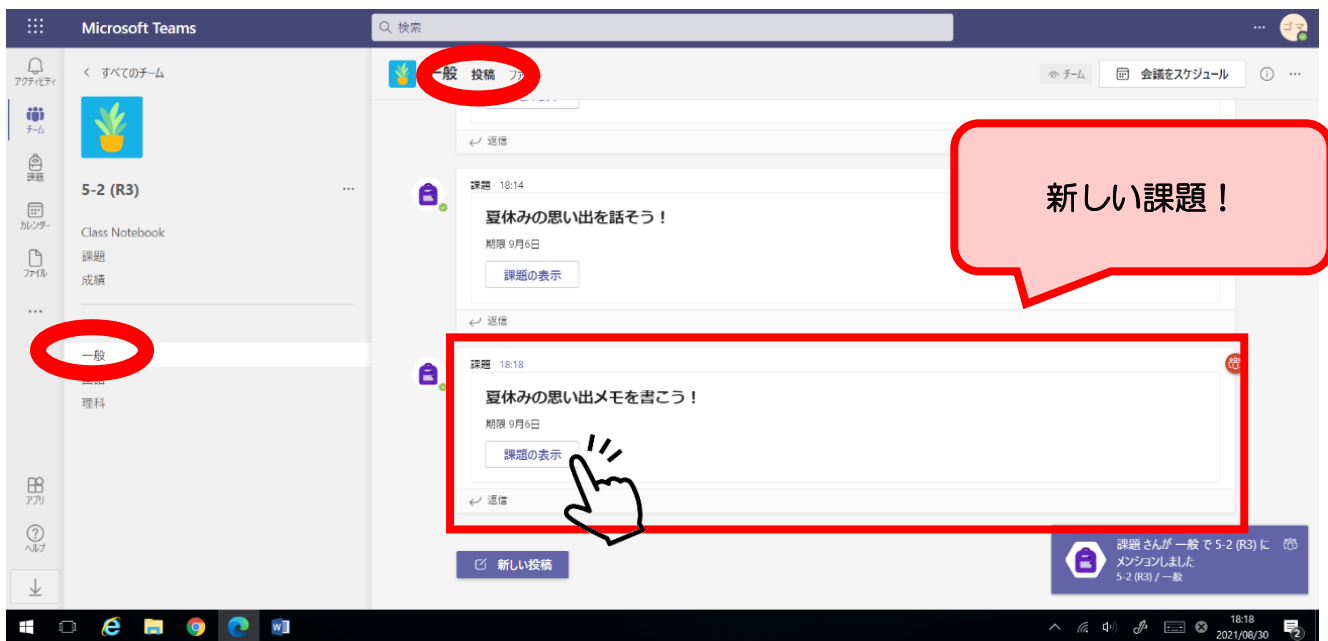 Microsoft Teams
検索
ゴマ
アクティビティ
チーム
課題
カレンダー
ファイル
アプリ
ヘルプ
すべてのチーム
5-2 (R3)
Class Notebook
課題
成績
一般
理科
一般 投稿
チーム
会議をスケジュール
返信
課題 18:14
夏休みの思い出を話そう！
期限 9月6日
課題の表示
返信
新しい課題！
課題 18:18
夏休みの思い出メモを書こう！
期限 9月6日
課題の表示
返信
新しい投稿
課題 さんが 一般 で 5-2 (R3) に
メンションしました
5-2 (R3) / 一般
18:18
2021/08/30